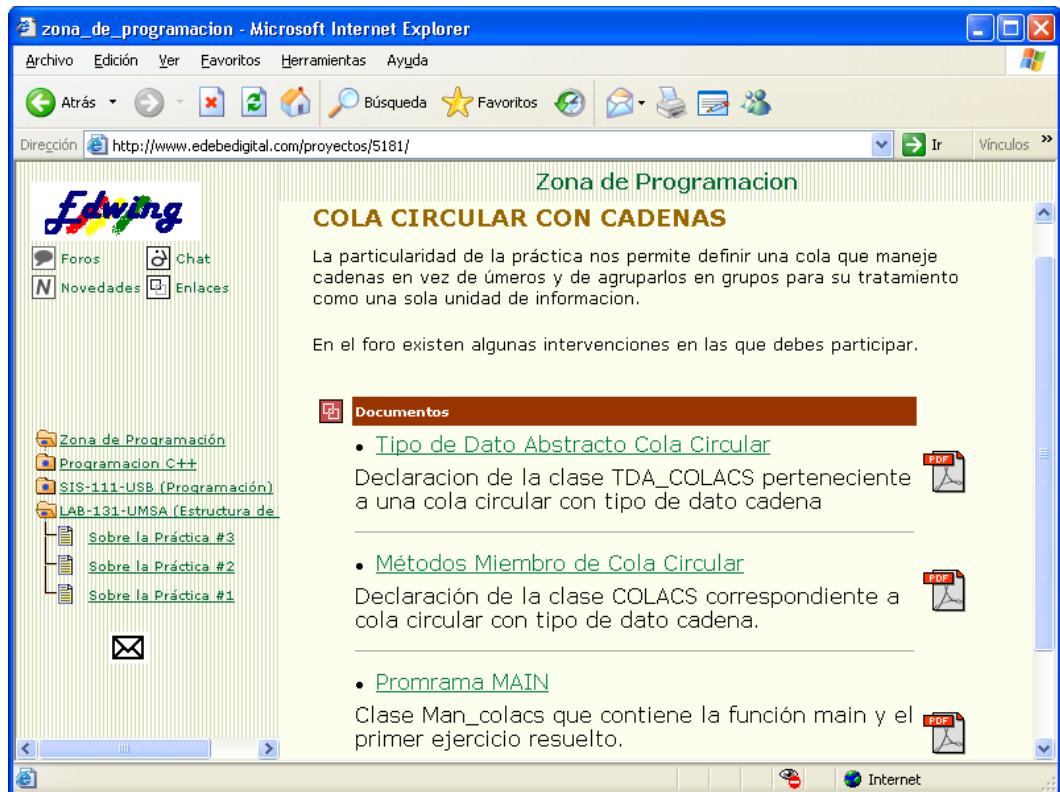 zona_de_programacion - Microsoft Internet Explorer
Archivo Edición Ver Favoritos Herramientas Ayuda
Atrás Búsqueda Favoritos
Dirección http://www.edebedigital.com/proyectos/5181/ Ir Vínculos »
Zona de Programacion
Edwing
Foros Chat
N Novedades Enlaces
Zona de Programación
Programacion C++
SIS-111-USB (Programación)
LAB-131-UMSA (Estructura de
Sobre la Práctica #3
Sobre la Práctica #2
Sobre la Práctica #1
COLA CIRCULAR CON CADENAS
La particularidad de la práctica nos permite definir una cola que maneje
cadenas en vez de úmeros y de agruparlos en grupos para su tratamiento
como una sola unidad de informacion.
En el foro existen algunas intervenciones en las que debes participar.
Documentos
• Tipo de Dato Abstracto Cola Circular
PDF
Declaracion de la clase TDA_COLACS perteneciente
a una cola circular con tipo de dato cadena
• Métodos Miembro de Cola Circular
PDF
Declaración de la clase COLACS correspondiente a
cola circular con tipo de dato cadena.
• Promrama MAIN
Clase Man_colacs que contiene la función main y el
PDF
primer ejercicio resuelto.
Internet